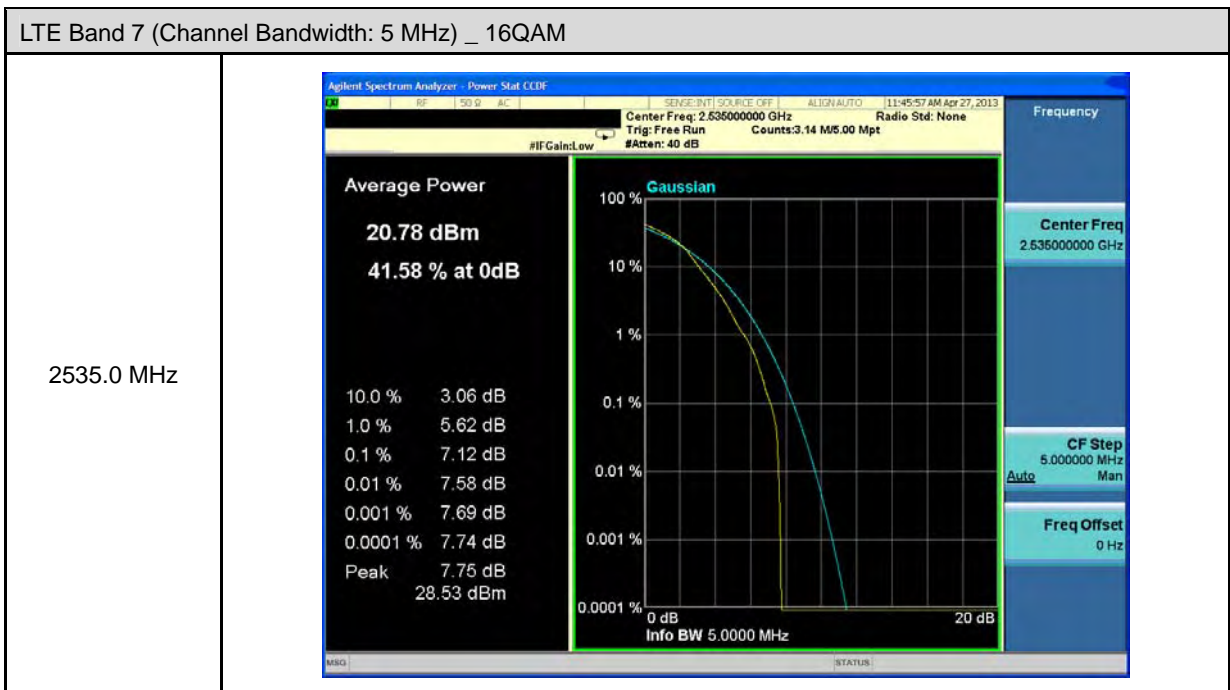 LTE Band 7 (Channel Bandwidth: 5 MHz) _ 16QAM
2535.0 MHz
Agilent Spectrum Analyzer - Power Stat CCDF
RF 50 Ω AC SENSE:INT SOURCE OFF ALIGN AUTO 11:45:57 AM Apr 27, 2013
Center Freq: 2.535000000 GHz Radio Std: None
Trig: Free Run Counts:3.14 M/5.00 Mpt
#IFGain:Low #Atten: 40 dB
Average Power
20.78 dBm
41.58 % at 0dB
10.0 % 3.06 dB
1.0 % 5.62 dB
0.1 % 7.12 dB
0.01 % 7.58 dB
0.001 % 7.69 dB
0.0001 % 7.74 dB
Peak 7.75 dB
28.53 dBm
Gaussian
100 %
10 %
1 %
0.1 %
0.01 %
0.001 %
0.0001 %
0 dB 20 dB
Info BW 5.0000 MHz
Frequency
Center Freq
2.535000000 GHz
CF Step
5.000000 MHz
Auto Man
Freq Offset
0 Hz
MSG STATUS